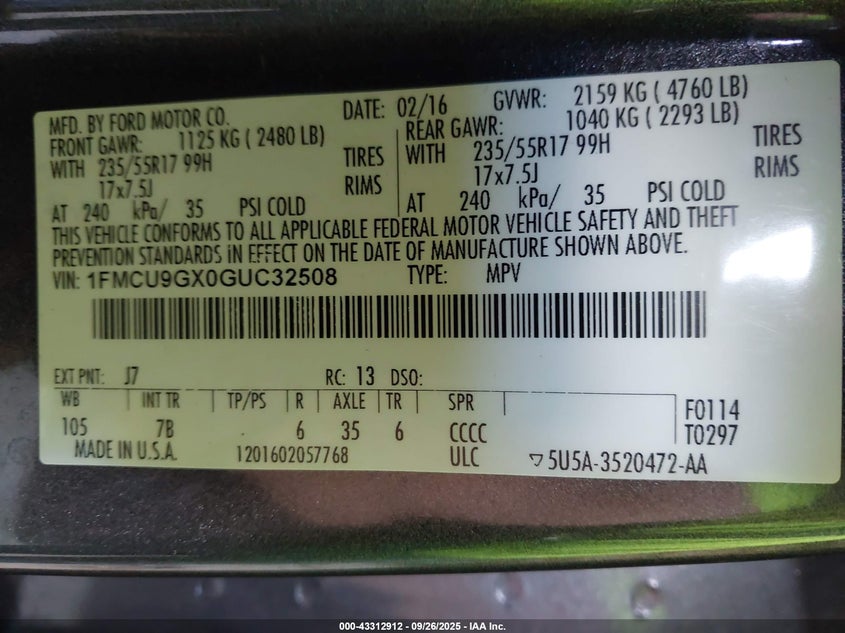 MFD. BY FORD MOTOR CO. DATE: 02/16 GVWR: 2159 KG ( 4760 LB)
FRONT GAWR: 1125 KG ( 2480 LB) REAR GAWR: 1040 KG ( 2293 LB)
WITH 235/55R17 99H TIRES WITH 235/55R17 99H TIRES
17x7.5J RIMS 17x7.5J RIMS
AT 240 kPa/ 35 PSI COLD AT 240 kPa/ 35 PSI COLD
THIS VEHICLE CONFORMS TO ALL APPLICABLE FEDERAL MOTOR VEHICLE SAFETY AND THEFT
PREVENTION STANDARDS IN EFFECT ON THE DATE OF MANUFACTURE SHOWN ABOVE.
VIN: 1FMCU9GX0GUC32508 TYPE: MPV
EXT PNT: J7 RC: 13 DSO:
WB INT TR TP/PS R AXLE TR SPR
105 7B 6 35 6 CCCC
F0114
T0297
MADE IN U.S.A. 1201602057768 ULC ▽5U5A-3520472-AA
000-43312912 - 09/26/2025 - IAA Inc.